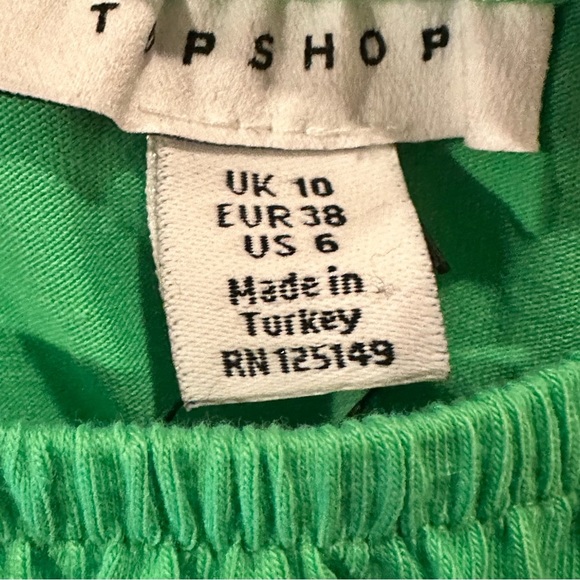 TOPSHOP
UK 10
EUR 38
US 6
Made in
Turkey
RN 125149